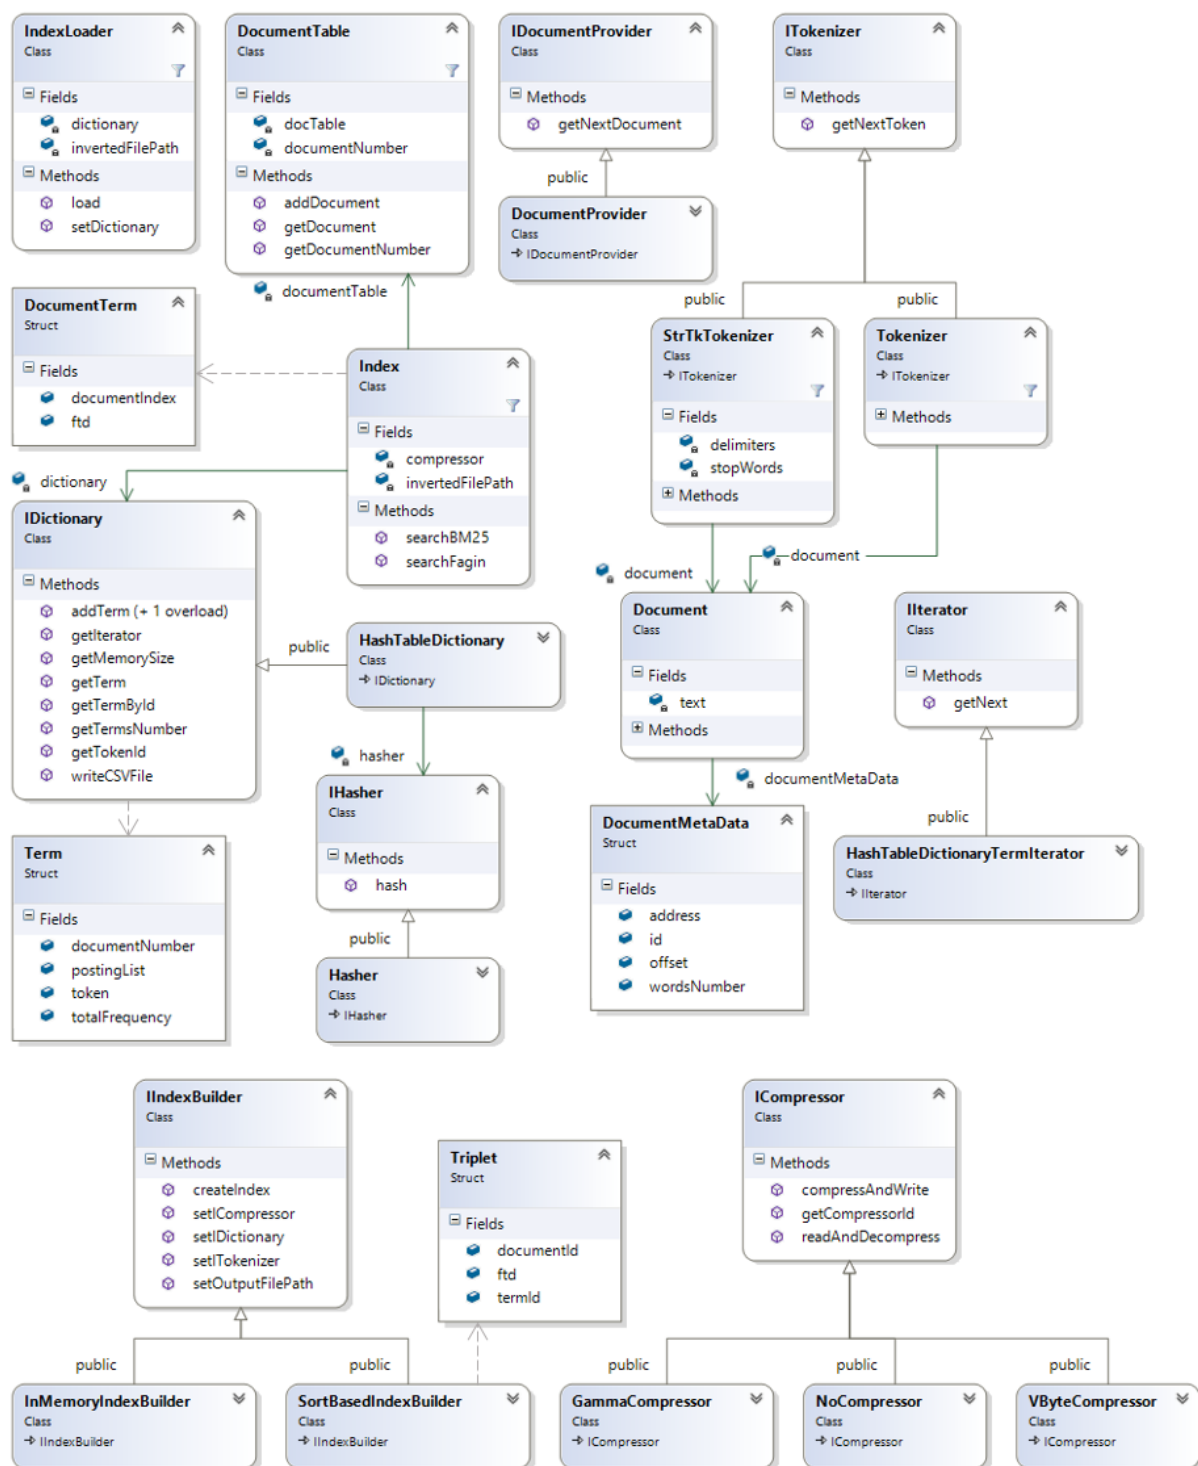 IndexLoader
Class
Fields
dictionary
invertedFilePath
Methods
load
setDictionary
DocumentTable
Class
Fields
docTable
documentNumber
Methods
addDocument
getDocument
getDocumentNumber
IDocumentProvider
Class
Methods
getNextDocument
public
DocumentProvider
Class
IDocumentProvider
ITokenizer
Class
Methods
getNextToken
documentTable
DocumentTerm
Struct
Fields
documentIndex
ftd
Index
Class
Fields
compressor
invertedFilePath
Methods
searchBM25
searchFagin
public
public
StrTkTokenizer
Class
ITokenizer
Fields
delimiters
stopWords
Methods
Tokenizer
Class
ITokenizer
Methods
dictionary
IDictionary
Class
Methods
addTerm (+ 1 overload)
getIterator
getMemorySize
getTerm
getTermById
getTermsNumber
getTokenId
writeCSVFile
public
HashTableDictionary
Class
IDictionary
hasher
IHasher
Class
Methods
hash
public
Hasher
Class
IHasher
document
document
Document
Class
Fields
text
Methods
documentMetaData
DocumentMetaData
Struct
Fields
address
id
offset
wordsNumber
IIterator
Class
Methods
getNext
public
HashTableDictionaryTermIterator
Class
IIterator
Term
Struct
Fields
documentNumber
postingList
token
totalFrequency
IIndexBuilder
Class
Methods
createIndex
setICompressor
setIDictionary
setITokenizer
setOutputFilePath
Triplet
Struct
Fields
documentId
ftd
termId
ICompressor
Class
Methods
compressAndWrite
getCompressorId
readAndDecompress
public
public
public
public
public
InMemoryIndexBuilder
Class
IIndexBuilder
SortBasedIndexBuilder
Class
IIndexBuilder
GammaCompressor
Class
ICompressor
NoCompressor
Class
ICompressor
VByteCompressor
Class
ICompressor